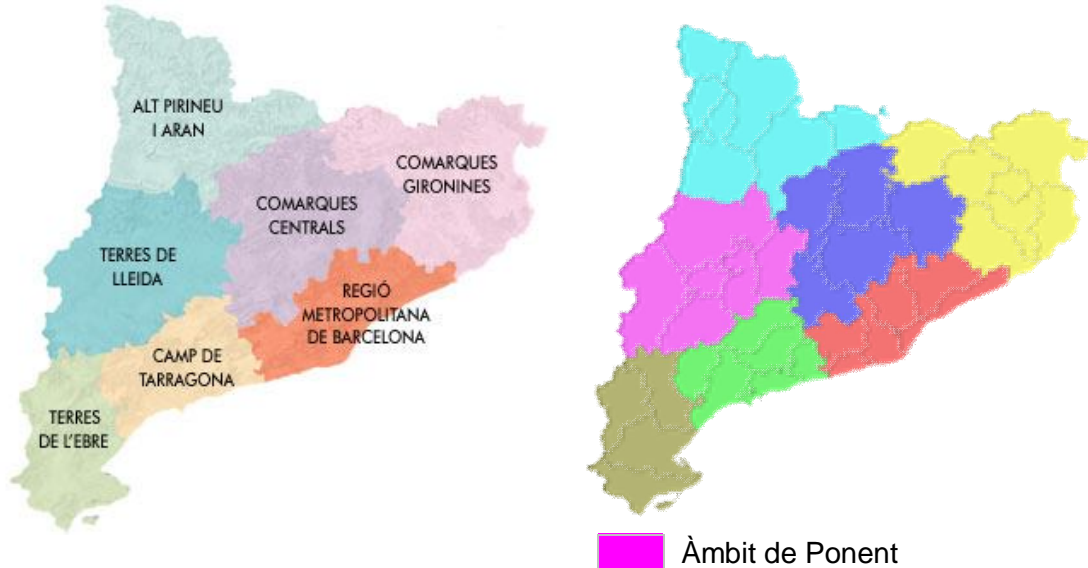 ALT PIRINEU
I ARAN
COMARQUES
GIRONINES
COMARQUES
CENTRALS
TERRES DE
LLEIDA
REGIÓ
METROPOLITANA
DE BARCELONA
CAMP DE
TARRAGONA
TERRES
DE L'EBRE
Àmbit de Ponent